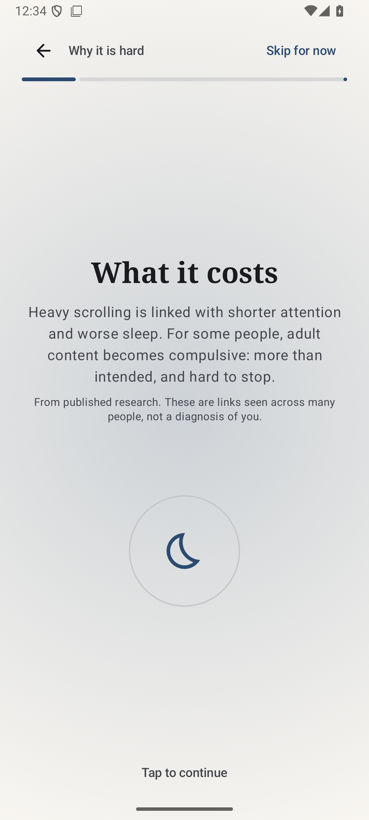 12:34
Why it is hard
Skip for now
What it costs
Heavy scrolling is linked with shorter attention
and worse sleep. For some people, adult
content becomes compulsive: more than
intended, and hard to stop.
From published research. These are links seen across many
people, not a diagnosis of you.
Tap to continue